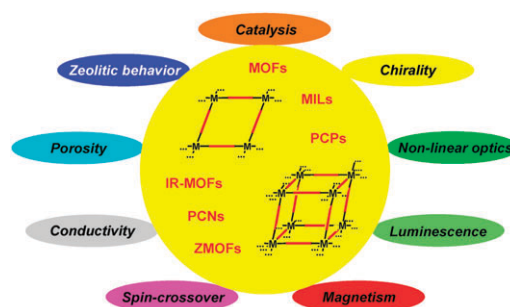 Catalysis
Zeolitic behavior
MOFs
Chirality
MILs
Porosity
PCPs
Non-linear optics
IR-MOFs
PCNs
Conductivity
ZMOFs
Luminescence
Spin-crossover
Magnetism
M
M
M
M
M
M
M
M
M
M
M
M